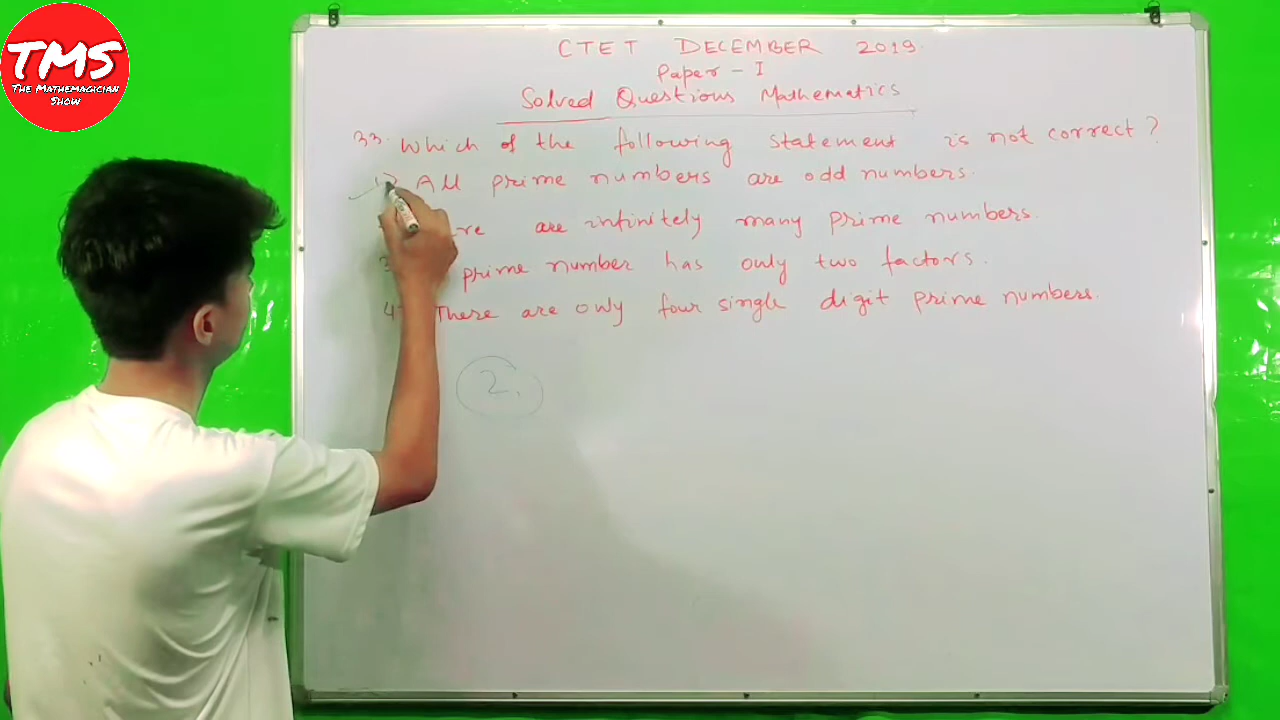 TMS
THE MATHEMAGICIAN
SHOW
CTET DECEMBER 2019.
Paper - I
Solved Questions Mathematics
33. Which of the following statement is not correct?
1) All prime numbers are odd numbers.
are infinitely many prime numbers.
3 prime number has only two factors.
4) There are only four single digit prime numbers.
2.